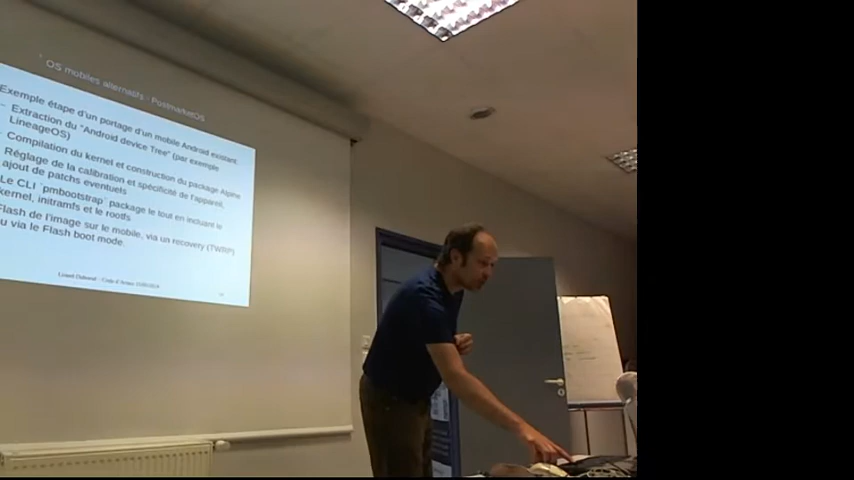 OS mobiles alternatifs - PostmarketOS
Exemple étape d'un portage d'un mobile Android existant
– Extraction du "Android device Tree" (par exemple
LineageOS)
Compilation du kernel et construction du package Alpine
Réglage de la calibration et spécificité de l'appareil,
ajout de patchs éventuels
Le CLI `pmbootstrap` package le tout en incluant le
kernel, initramfs et le rootfs
Flash de l'image sur le mobile, via un recovery (TWRP)
ou via le Flash boot mode.